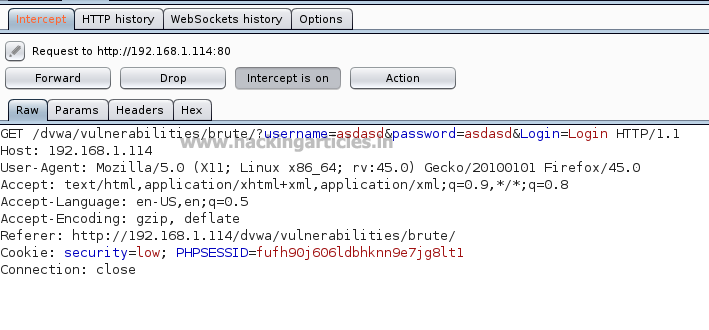 Intercept HTTP history WebSockets history Options
Request to http://192.168.1.114:80
Forward Drop Intercept is on Action
Raw Params Headers Hex
GET /dvwa/vulnerabilities/brute/?username=asdasd&password=asdasd&Login=Login HTTP/1.1
www.hackingarticles.in
Host: 192.168.1.114
User-Agent: Mozilla/5.0 (X11; Linux x86_64; rv:45.0) Gecko/20100101 Firefox/45.0
Accept: text/html,application/xhtml+xml,application/xml;q=0.9,*/*;q=0.8
Accept-Language: en-US,en;q=0.5
Accept-Encoding: gzip, deflate
Referer: http://192.168.1.114/dvwa/vulnerabilities/brute/
Cookie: security=low; PHPSESSID=fufh90j606ldbhknn9e7jg8lt1
Connection: close